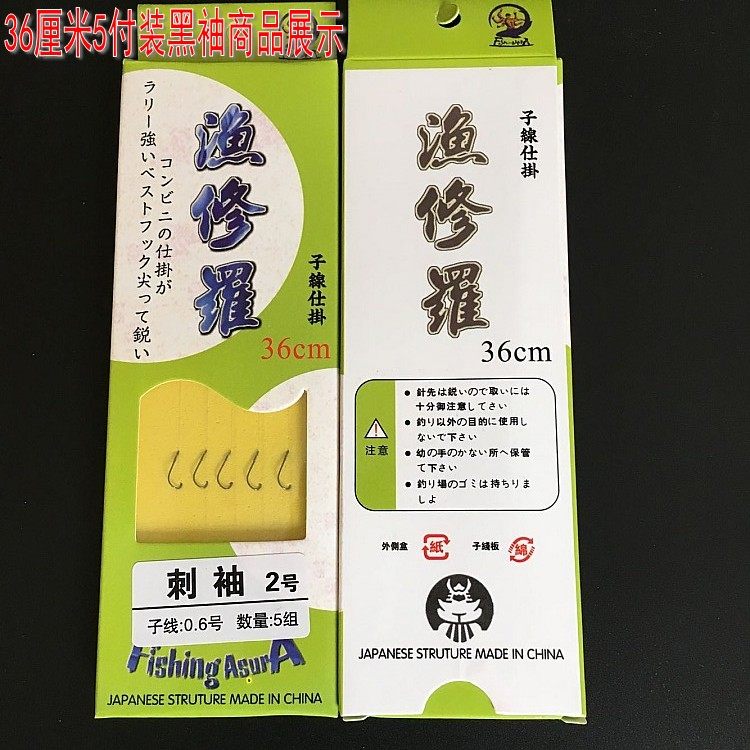 36厘米5付装黑袖商品展示
漁修羅
ラリー強いベストフック尖って鋭い
コンビニの仕掛が
子線仕掛
36cm
刺袖 2号
子线:0.6号 数量:5组
Fishing AsurA
JAPANESE STRUTURE MADE IN CHINA
子線仕掛
漁修羅
36cm
注意
● 針先は鋭いので取いには
十分御注意してさい
● 釣り以外の目的に使用し
ないで下さい
● 幼の手のかない所へ保管
て下さい
● 釣り場のゴミは持ちりま
しよ
外側盒 紙 子綫板 綿
JAPANESE STRUTURE MADE IN CHINA